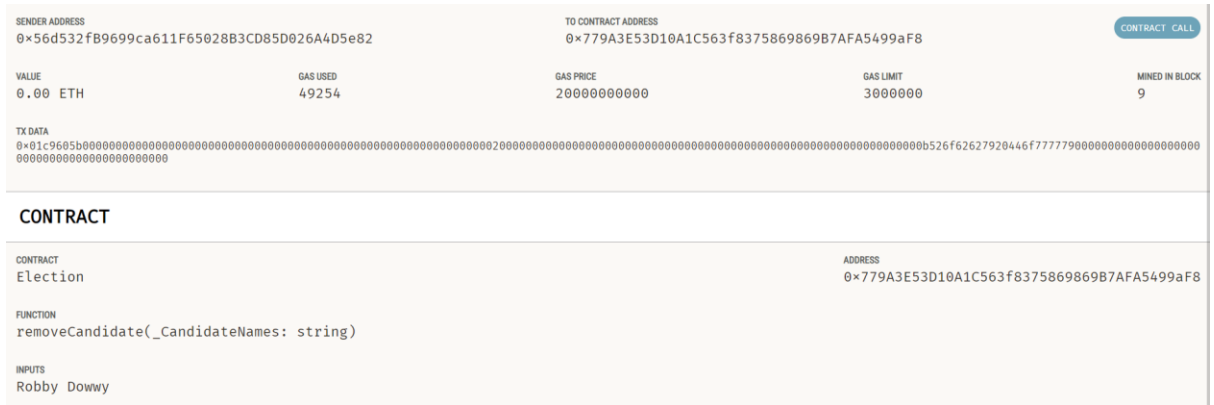 SENDER ADDRESS
0×56d532fB9699ca611F65028B3CD85D026A4D5e82
TO CONTRACT ADDRESS
0×779A3E53D10A1C563f8375869869B7AFA5499aF8
CONTRACT CALL
VALUE
0.00 ETH
GAS USED
49254
GAS PRICE
20000000000
GAS LIMIT
3000000
MINED IN BLOCK
9
TX DATA
0×01c9605b00000000000000000000000000000000000000000000000000000000000000200000000000000000000000000000000000000000000000000000000000000000b526f62627920446f7777790000000000000000000
00000000000000000000000
CONTRACT
CONTRACT
Election
ADDRESS
0×779A3E53D10A1C563f8375869869B7AFA5499aF8
FUNCTION
removeCandidate(_CandidateNames: string)
INPUTS
Robby Dowwy